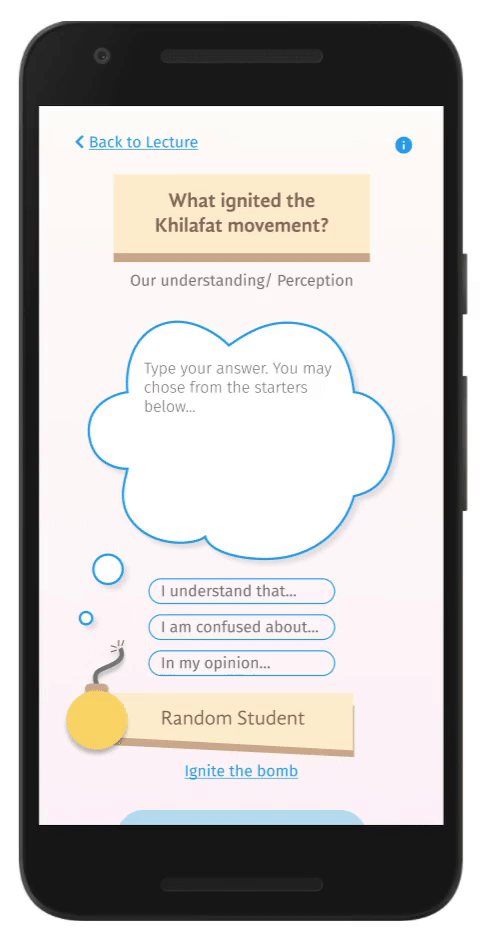 Back to Lecture
What ignited the
Khilafat movement?
Our understanding/ Perception
Type your answer. You may
chose from the starters
below...
I understand that...
I am confused about...
In my opinion...
Random Student
Ignite the bomb